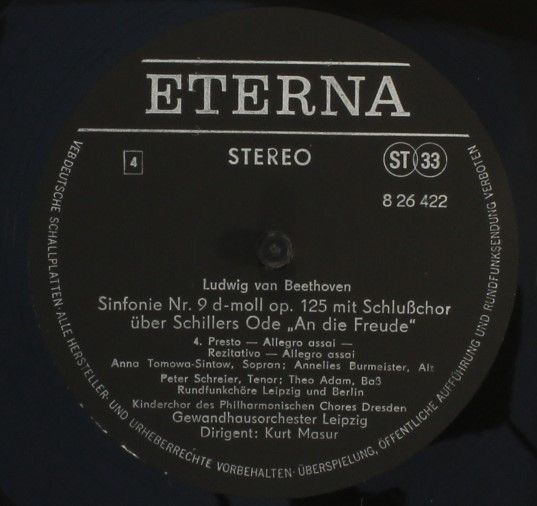 ETERNA
4 STEREO ST 33
8 26 422
Ludwig van Beethoven
Sinfonie Nr. 9 d-moll op. 125 mit Schlußchor
über Schillers Ode „An die Freude“
4. Presto — Allegro assai —
Rezitativo — Allegro assai
Anna Tomowa-Sintow, Sopran; Annelies Burmeister, Alt
Peter Schreier, Tenor; Theo Adam, Baß
Rundfunkchöre Leipzig und Berlin
Kinderchor des Philharmonischen Chores Dresden
Gewandhausorchester Leipzig
Dirigent: Kurt Masur
VEB DEUTSCHE SCHALLPLATTEN ALLE HERSTELLER- UND URHEBERRECHTE VORBEHALTEN · ÜBERSPIELUNG, ÖFFENTLICHE AUFFÜHRUNG UND RUNDFUNKSENDUNG VERBOTEN